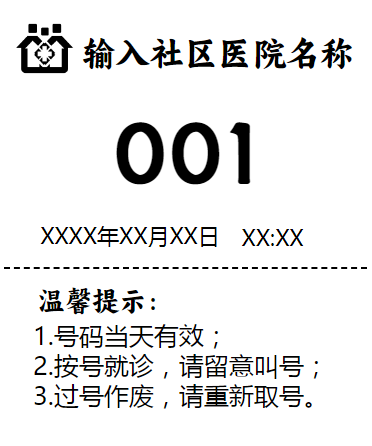 输入社区医院名称
001
XXXX年XX月XX日 XX:XX
温馨提示：
1.号码当天有效；
2.按号就诊，请留意叫号；
3.过号作废，请重新取号。